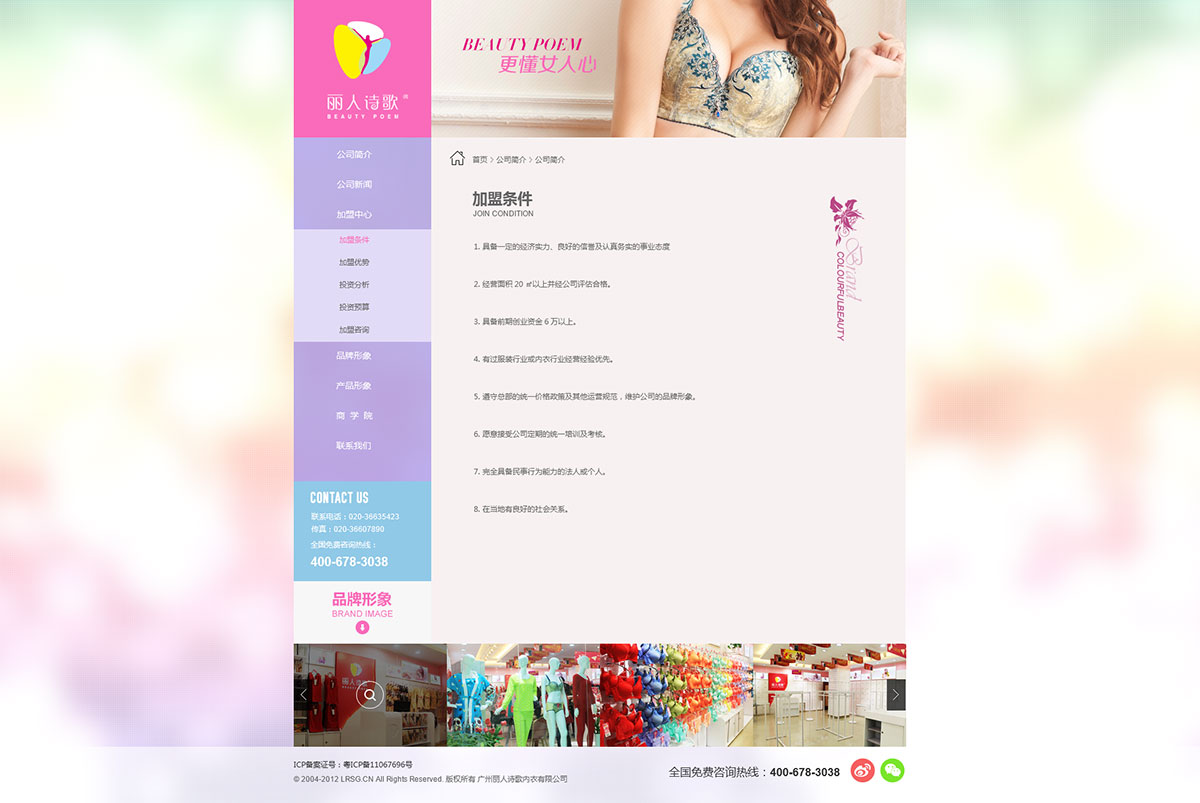 丽人诗歌
BEAUTY POEM
BEAUTY POEM
更懂女人心
公司简介
公司新闻
加盟中心
加盟条件
加盟优势
投资分析
投资预算
加盟咨询
品牌形象
产品形象
商 学 院
联系我们
CONTACT US
联系电话：020-36635423
传真：020-36607890
全国免费咨询热线：
400-678-3038
品牌形象
BRAND IMAGE
首页 > 公司简介 > 公司简介
加盟条件
JOIN CONDITION
1. 具备一定的经济实力、良好的信誉及认真务实的事业态度
2. 经营面积 20 ㎡以上并经公司评估合格。
3. 具备前期创业资金 6 万以上。
4. 有过服装行业或内衣行业经营经验优先。
5. 遵守总部的统一价格政策及其他运营规范，维护公司的品牌形象。
6. 愿意接受公司定期的统一培训及考核。
7. 完全具备民事行为能力的法人或个人。
8. 在当地有良好的社会关系。
Brand
COLOURFULBEAUTY
丽人诗歌
丽人诗歌
ICP备案证号：粤ICP备11067696号
© 2004-2012 LRSG.CN All Rights Reserved. 版权所有 广州丽人诗歌内衣有限公司
全国免费咨询热线：400-678-3038